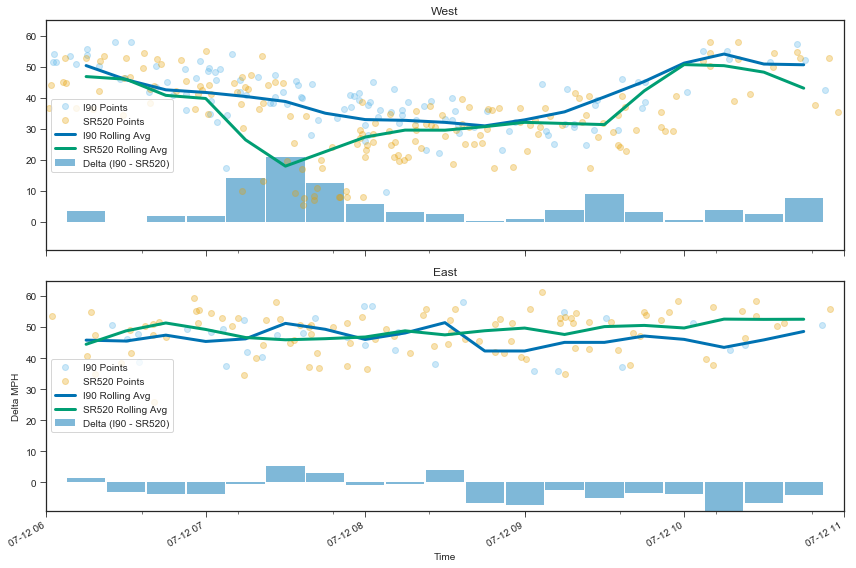 West
60
50
40
30
20
10
0
I90 Points
SR520 Points
I90 Rolling Avg
SR520 Rolling Avg
Delta (I90 - SR520)
East
60
50
40
30
20
10
0
Delta MPH
I90 Points
SR520 Points
I90 Rolling Avg
SR520 Rolling Avg
Delta (I90 - SR520)
07-12 06
07-12 07
07-12 08
07-12 09
07-12 10
07-12 11
Time